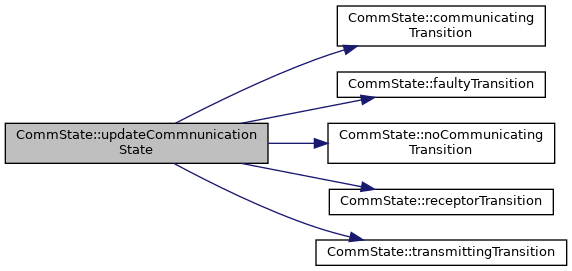 CommState::communicating
Transition
CommState::faultyTransition
CommState::updateCommnunication
State
CommState::noCommunicating
Transition
CommState::receptorTransition
CommState::transmittingTransition